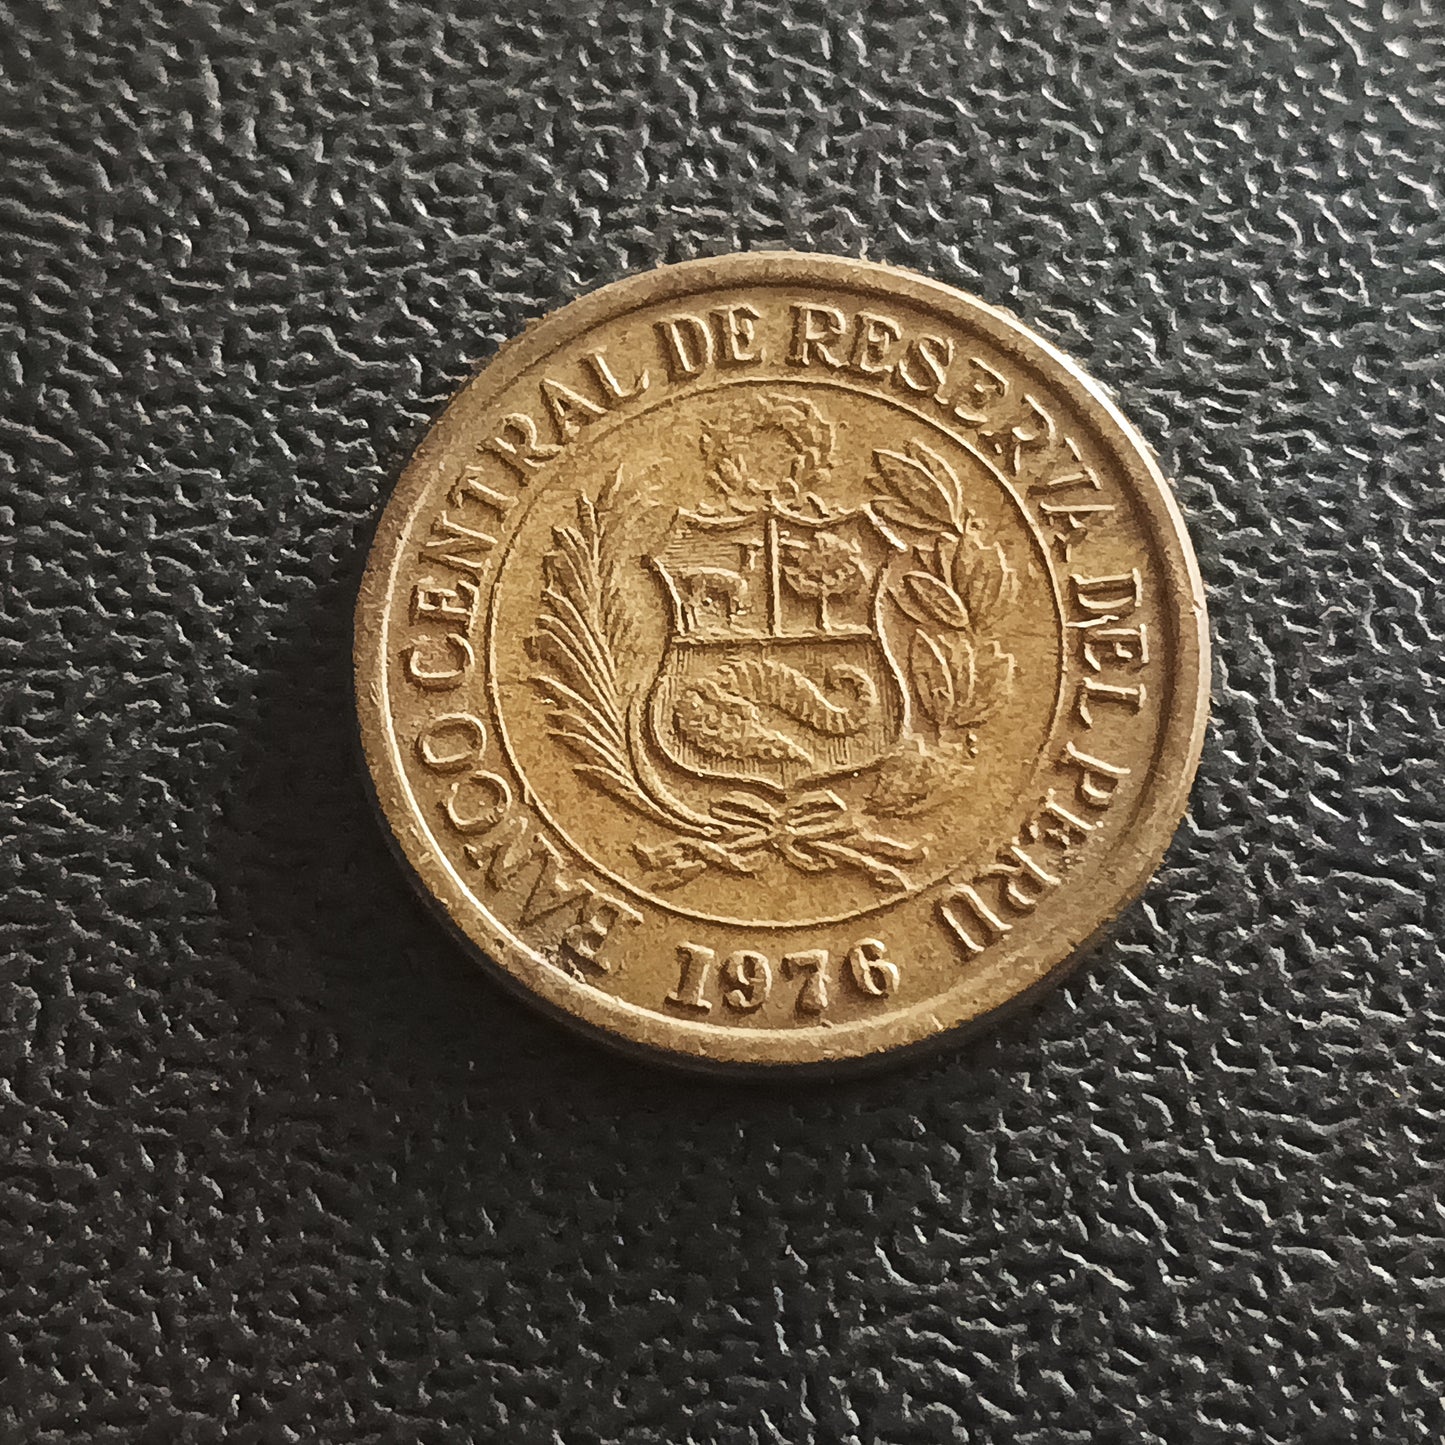 BANCO CENTRAL DE RESERVA DEL PERU
1976